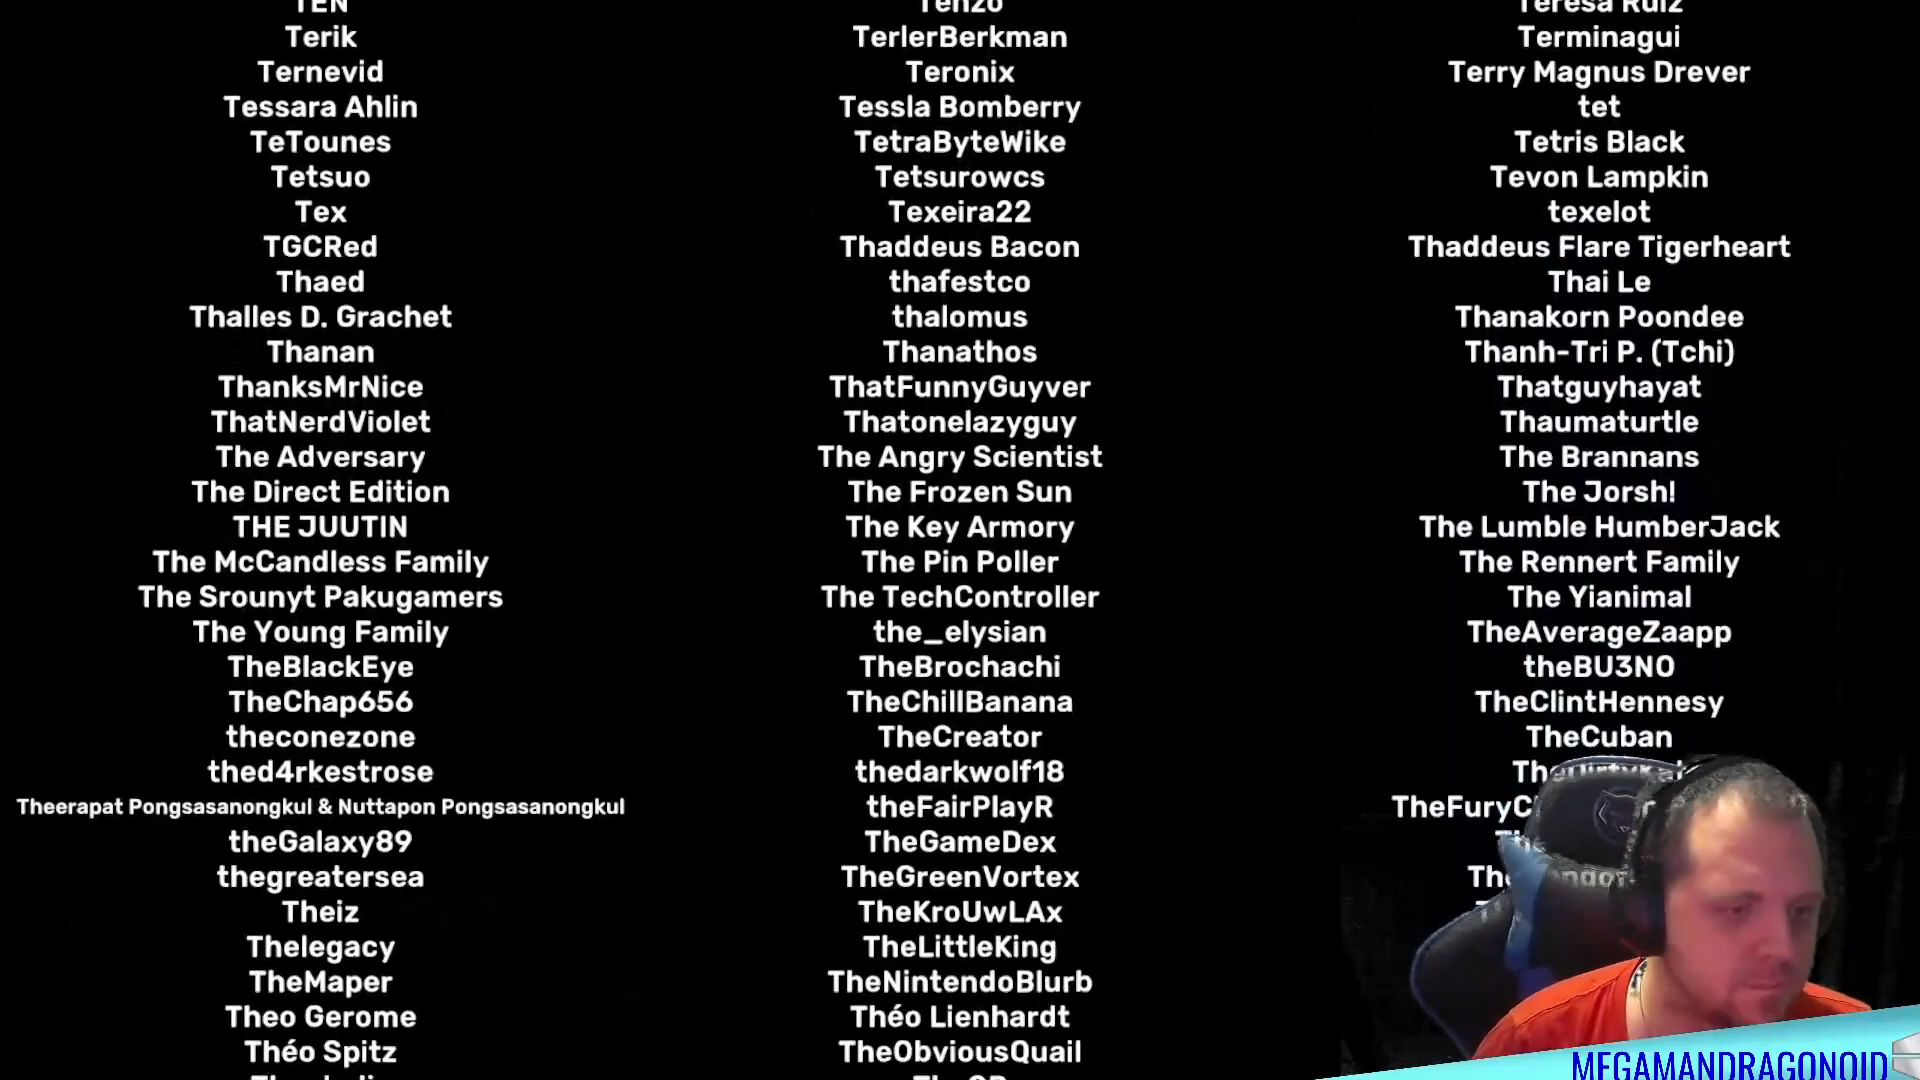 TEN Tenzo Teresa Ruiz
Terik TerlerBerkman Terminagui
Ternevid Teronix Terry Magnus Drever
Tessara Ahlin Tessla Bomberry tet
TeTounes TetraByteWike Tetris Black
Tetsuo Tetsurowcs Tevon Lampkin
Tex Texeira22 texelot
TGCRed Thaddeus Bacon Thaddeus Flare Tigerheart
Thaed thafestco Thai Le
Thalles D. Grachet thalomus Thanakorn Poondee
Thanan Thanathos Thanh-Tri P. (Tchi)
ThanksMrNice ThatFunnyGuyver Thatguyhayat
ThatNerdViolet Thatonelazyguy Thaumaturtle
The Adversary The Angry Scientist The Brannans
The Direct Edition The Frozen Sun The Jorsh!
THE JUUTIN The Key Armory The Lumble HumberJack
The McCandless Family The Pin Poller The Rennert Family
The Srounyt Pakugamers The TechController The Yianimal
The Young Family the_elysian TheAverageZaapp
TheBlackEye TheBrochachi theBU3NO
TheChap656 TheChillBanana TheClintHennesy
theconezone TheCreator TheCuban
thed4rkestrose thedarkwolf18
Theerapat Pongsasanongkul & Nuttapon Pongsasanongkul theFairPlayR
theGalaxy89 TheGameDex
thegreatersea TheGreenVortex
Theiz TheKroUwLAx
Thelegacy TheLittleKing
TheMaper TheNintendoBlurb
Theo Gerome Théo Lienhardt
Théo Spitz TheObviousQuail
MEGAMANDRAGONOID